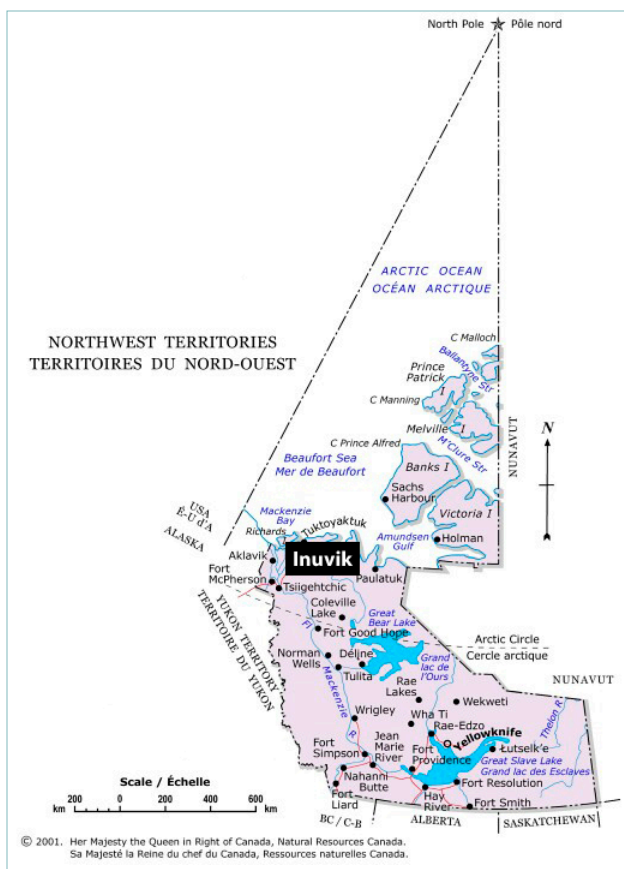 North Pole Pôle nord
ARCTIC OCEAN
OCÉAN ARCTIQUE
NORTHWEST TERRITORIES
TERRITOIRES DU NORD-OUEST
C Malloch
Ballantyne Str
Prince
Patrick
I
C Manning
Melville I
M'Clure Str
NUNAVUT
N
C Prince Alfred
Beaufort Sea
Mer de Beaufort
Banks I
Sachs
Harbour
Victoria I
USA
É-U d'A
ALASKA
Mackenzie
Bay
Richards
Tuktoyaktuk
Amundsen
Gulf
Holman
Aklavik
Inuvik
Fort
McPherson
Paulatuk
Tsiigehtchic
YUKON TERRITORY
TERRITOIRE DU YUKON
Coleville
Lake
Great
Bear Lake
Fort Good Hope
Arctic Circle
Cercle arctique
Norman
Wells
Déline
Tulita
Grand
lac de
l'Ours
Fl
Mackenzie
R
Rae
Lakes
Wekweti
NUNAVUT
Wrigley
Wha Ti
Rae-Edzo
Thelon R
Yellowknife
Fort
Simpson
Jean
Marie
River
Fort
Providence
Łutselk'e
Great Slave Lake
Grand lac des Esclaves
Nahanni
Butte
Fort Resolution
Fort
Liard
Hay
River
Fort Smith
Scale / Échelle
200 0 200 400 600
km km
BC / C-B
ALBERTA
SASKATCHEWAN
© 2001. Her Majesty the Queen in Right of Canada, Natural Resources Canada.
Sa Majesté la Reine du chef du Canada, Ressources naturelles Canada.